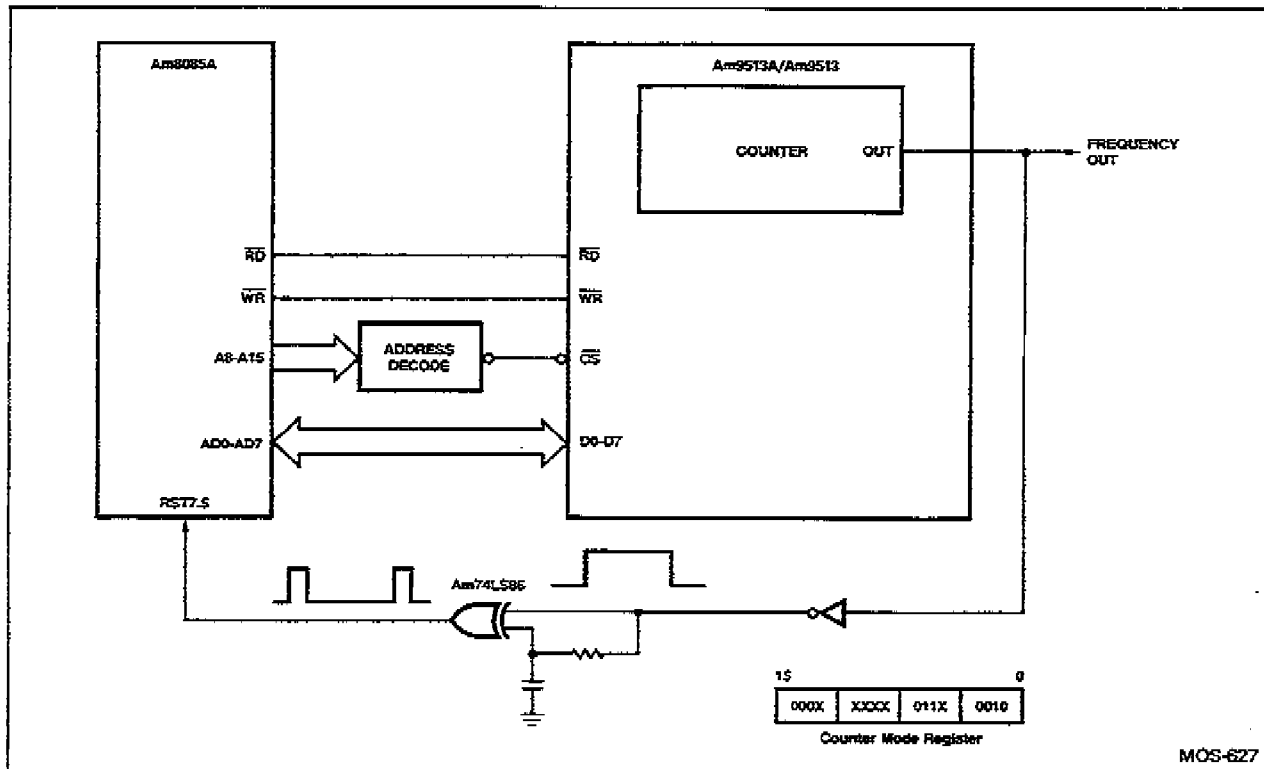 Am8085A
Am9513A/Am9513
COUNTER
OUT
FREQUENCY
OUT
RD
RD
WR
WR
A8-A15
ADDRESS
DECODE
CS
AD0-AD7
D0-D7
RST7.5
Am74LS86
15
0
000X
XXXX
011X
0010
Counter Mode Register
MOS-627